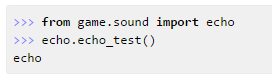 >>> from game.sound import echo
>>> echo.echo_test()
echo